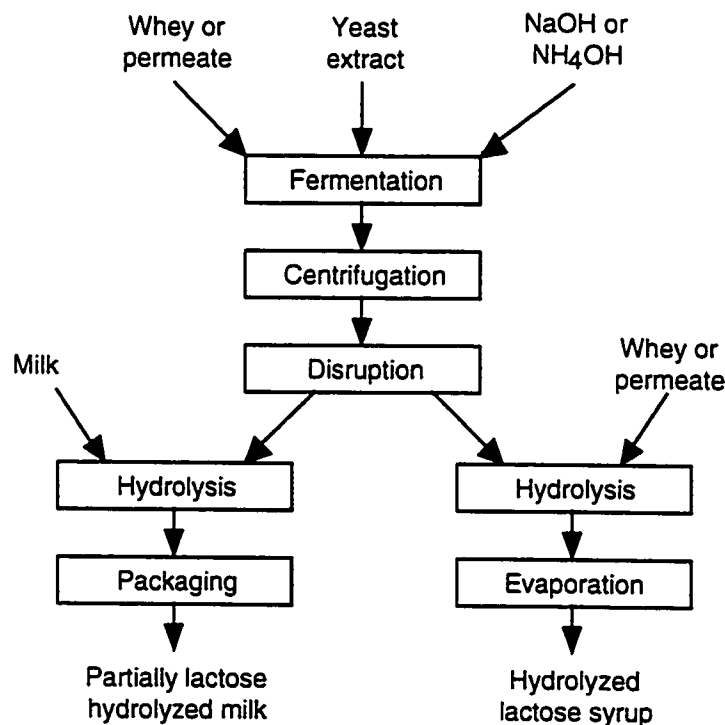 Whey or
permeate
Yeast
extract
NaOH or
NH4OH
Fermentation
Centrifugation
Disruption
Milk
Whey or
permeate
Hydrolysis
Hydrolysis
Packaging
Evaporation
Partially lactose
hydrolyzed milk
Hydrolyzed
lactose syrup